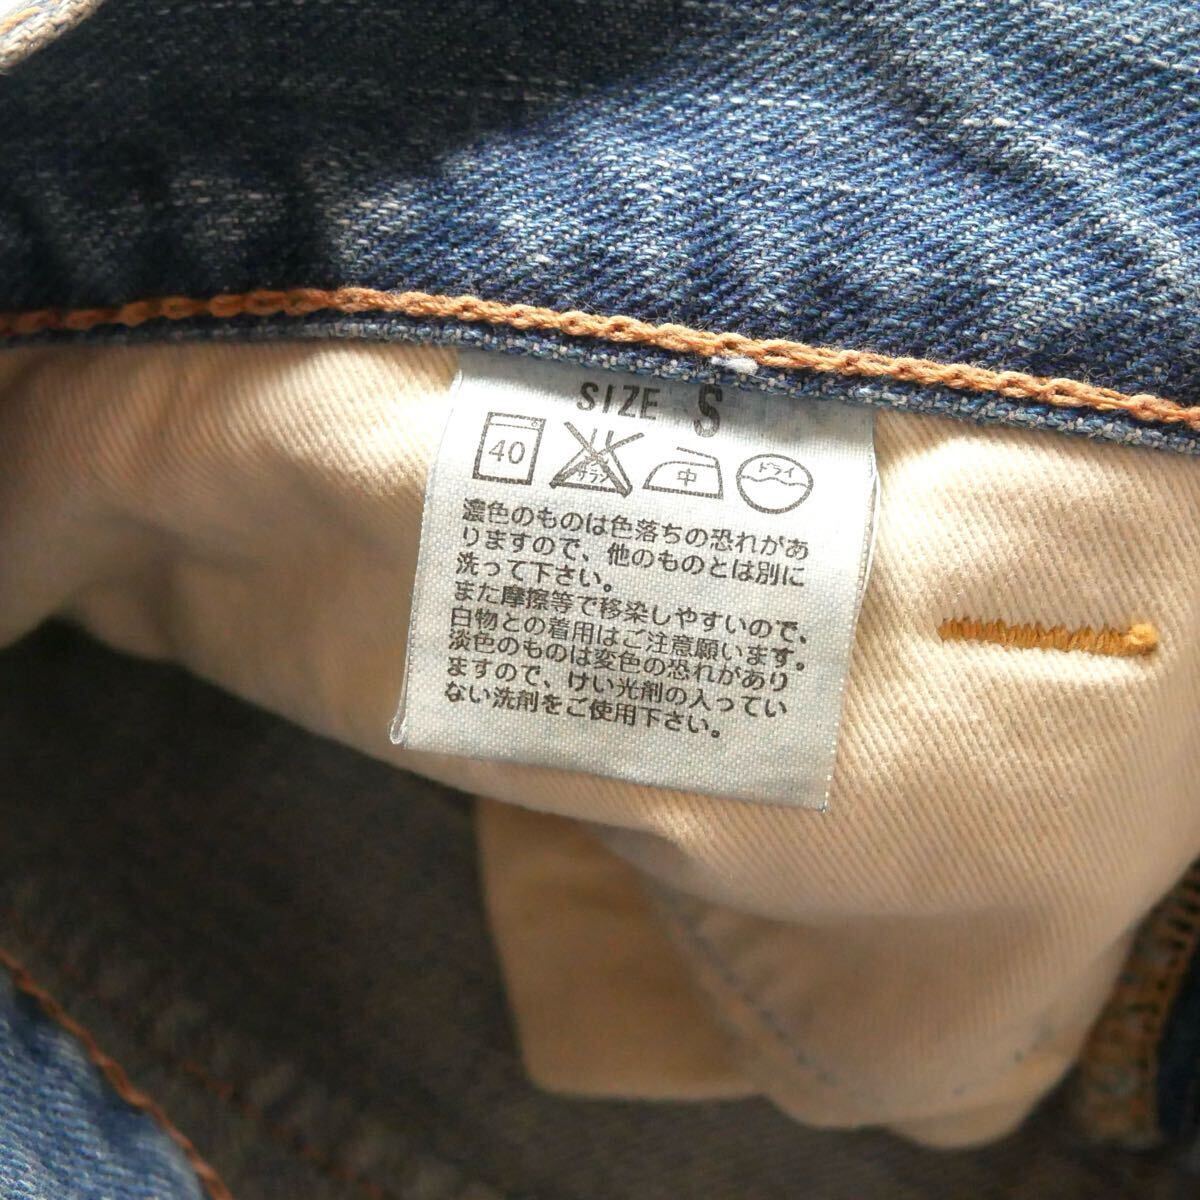 SIZE S
40 中 ドライ
濃色のものは色落ちの恐れがあ
りますので、他のものとは別に
洗って下さい。
また摩擦等で移染しやすいので、
白物との着用はご注意願います。
淡色のものは変色の恐れがあり
ますので、けい光剤の入ってい
ない洗剤をご使用下さい。